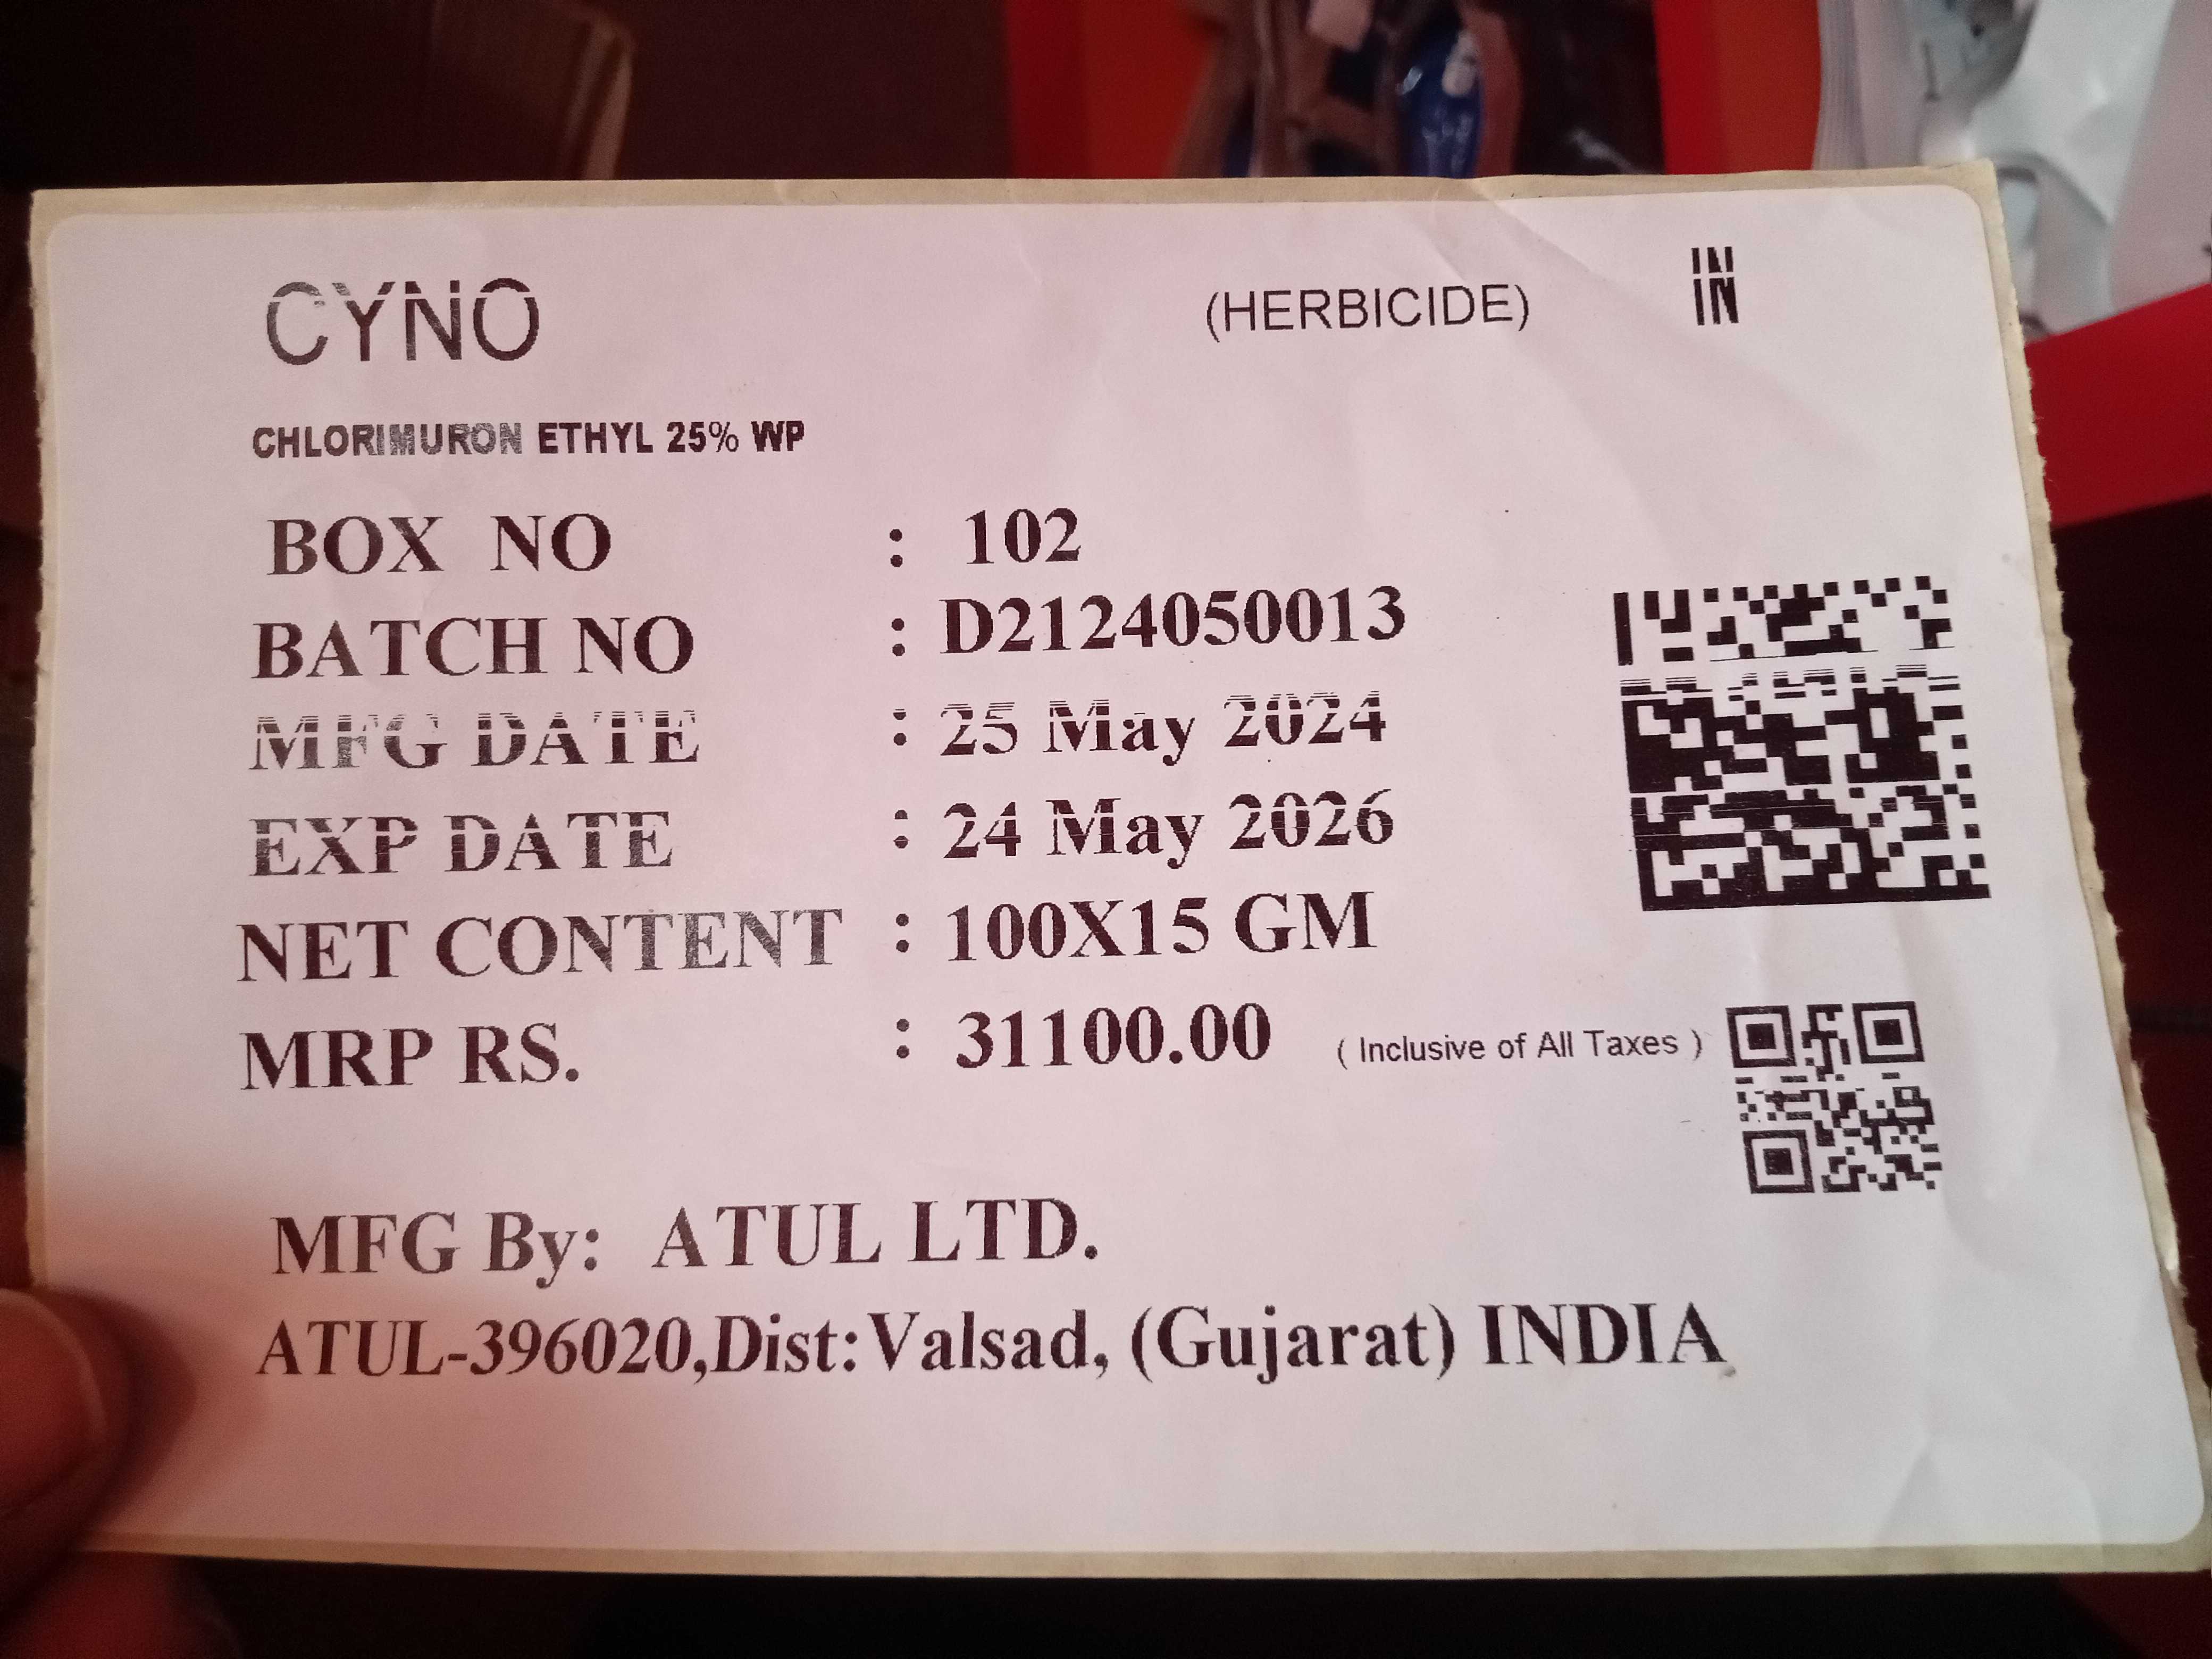 CYNO (HERBICIDE) IN
CHLORIMURON ETHYL 25% WP
BOX NO : 102
BATCH NO : D2124050013
MFG DATE : 25 May 2024
EXP DATE : 24 May 2026
NET CONTENT : 100X15 GM
MRP RS. : 31100.00 ( Inclusive of All Taxes )
MFG By: ATUL LTD.
ATUL-396020,Dist:Valsad, (Gujarat) INDIA